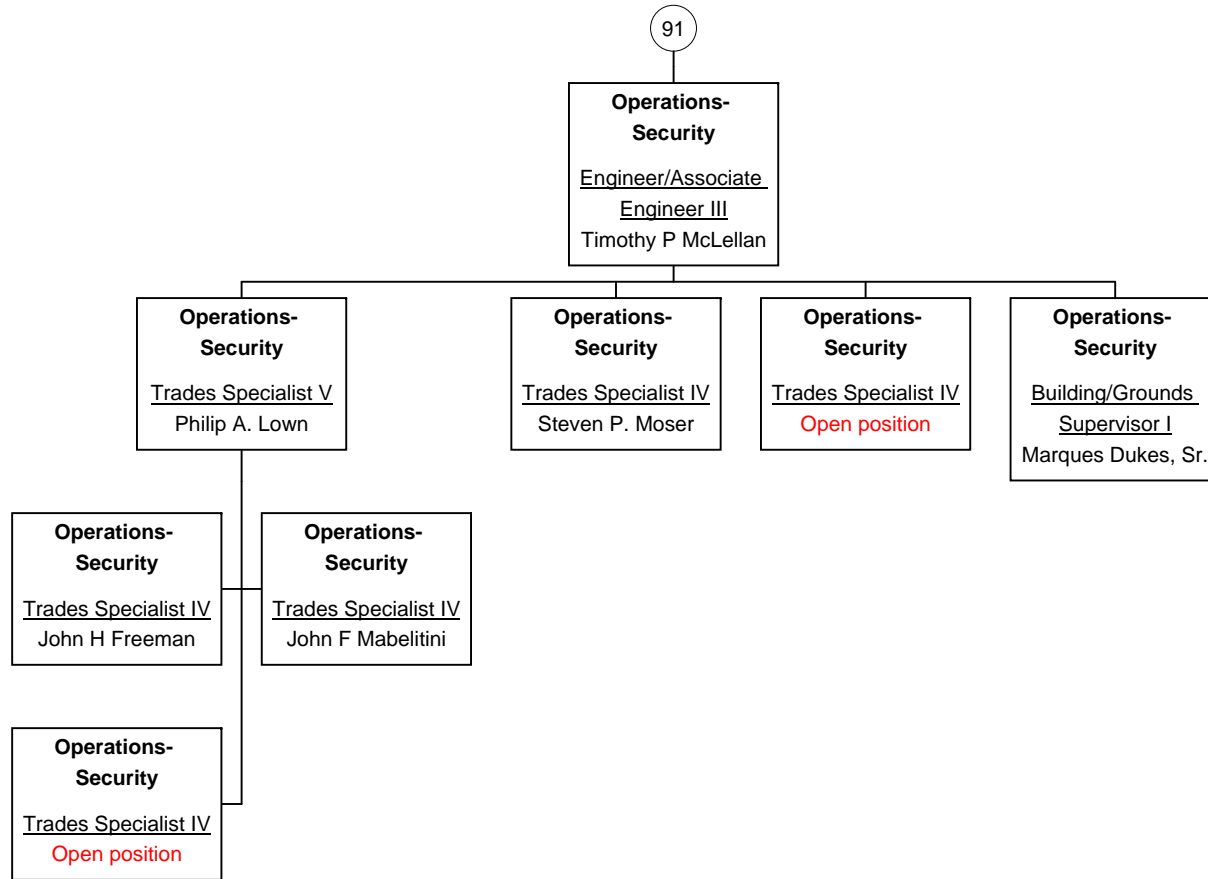 91
Operations-
Security
Engineer/Associate
Engineer III
Timothy P McLellan
Operations-
Security
Trades Specialist V
Philip A. Lown
Operations-
Security
Trades Specialist IV
Steven P. Moser
Operations-
Security
Trades Specialist IV
Open position
Operations-
Security
Building/Grounds
Supervisor I
Marques Dukes, Sr.
Operations-
Security
Trades Specialist IV
John H Freeman
Operations-
Security
Trades Specialist IV
John F Mabelitini
Operations-
Security
Trades Specialist IV
Open position